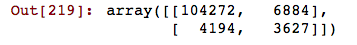 Out[219]: array([[104272,   6884],
       [  4194,   3627]])